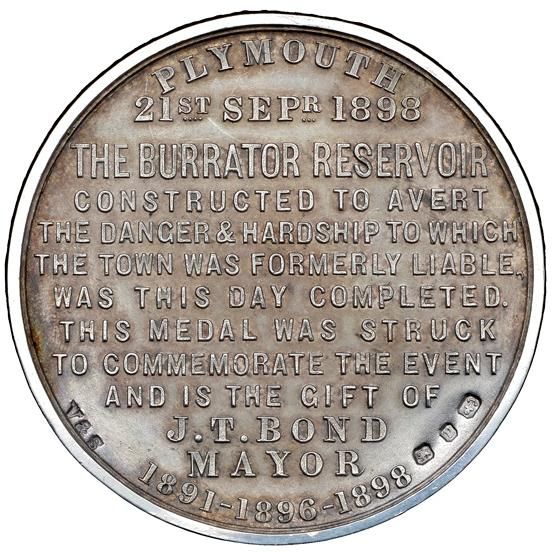 PLYMOUTH
21ST SEPR 1898
THE BURRATOR RESERVOIR
CONSTRUCTED TO AVERT
THE DANGER & HARDSHIP TO WHICH
THE TOWN WAS FORMERLY LIABLE,
WAS THIS DAY COMPLETED.
THIS MEDAL WAS STRUCK
TO COMMEMORATE THE EVENT
AND IS THE GIFT OF
J.T. BOND
MAYOR
1891-1896-1898
V&S